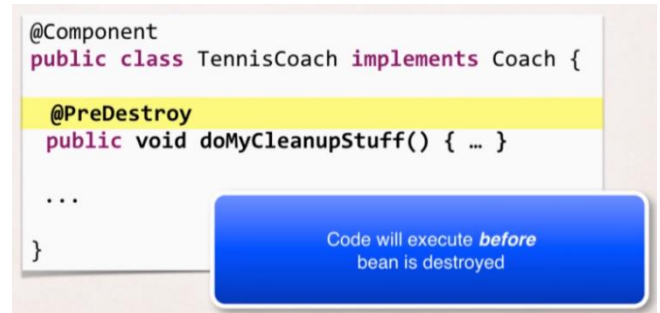 @Component
public class TennisCoach implements Coach {
@PreDestroy
public void doMyCleanupStuff() { … }
...
}
Code will execute before
bean is destroyed